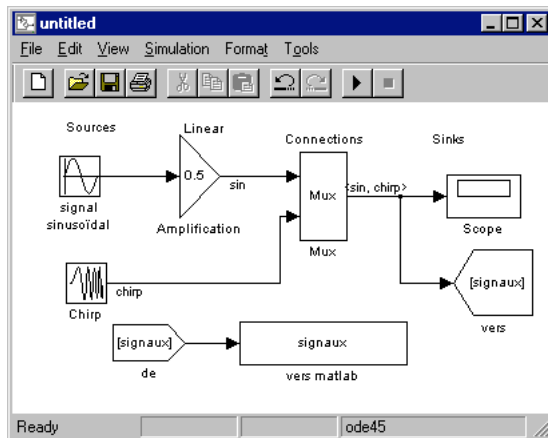 untitled
File Edit View Simulation Format Tools
Sources
Linear
Connections
Sinks
0.5
sin
Mux
<sin, chirp>
signal
sinusoïdal
Amplification
Mux
Scope
chirp
Chirp
[signaux]
vers
[signaux]
signaux
de
vers matlab
Ready
ode45